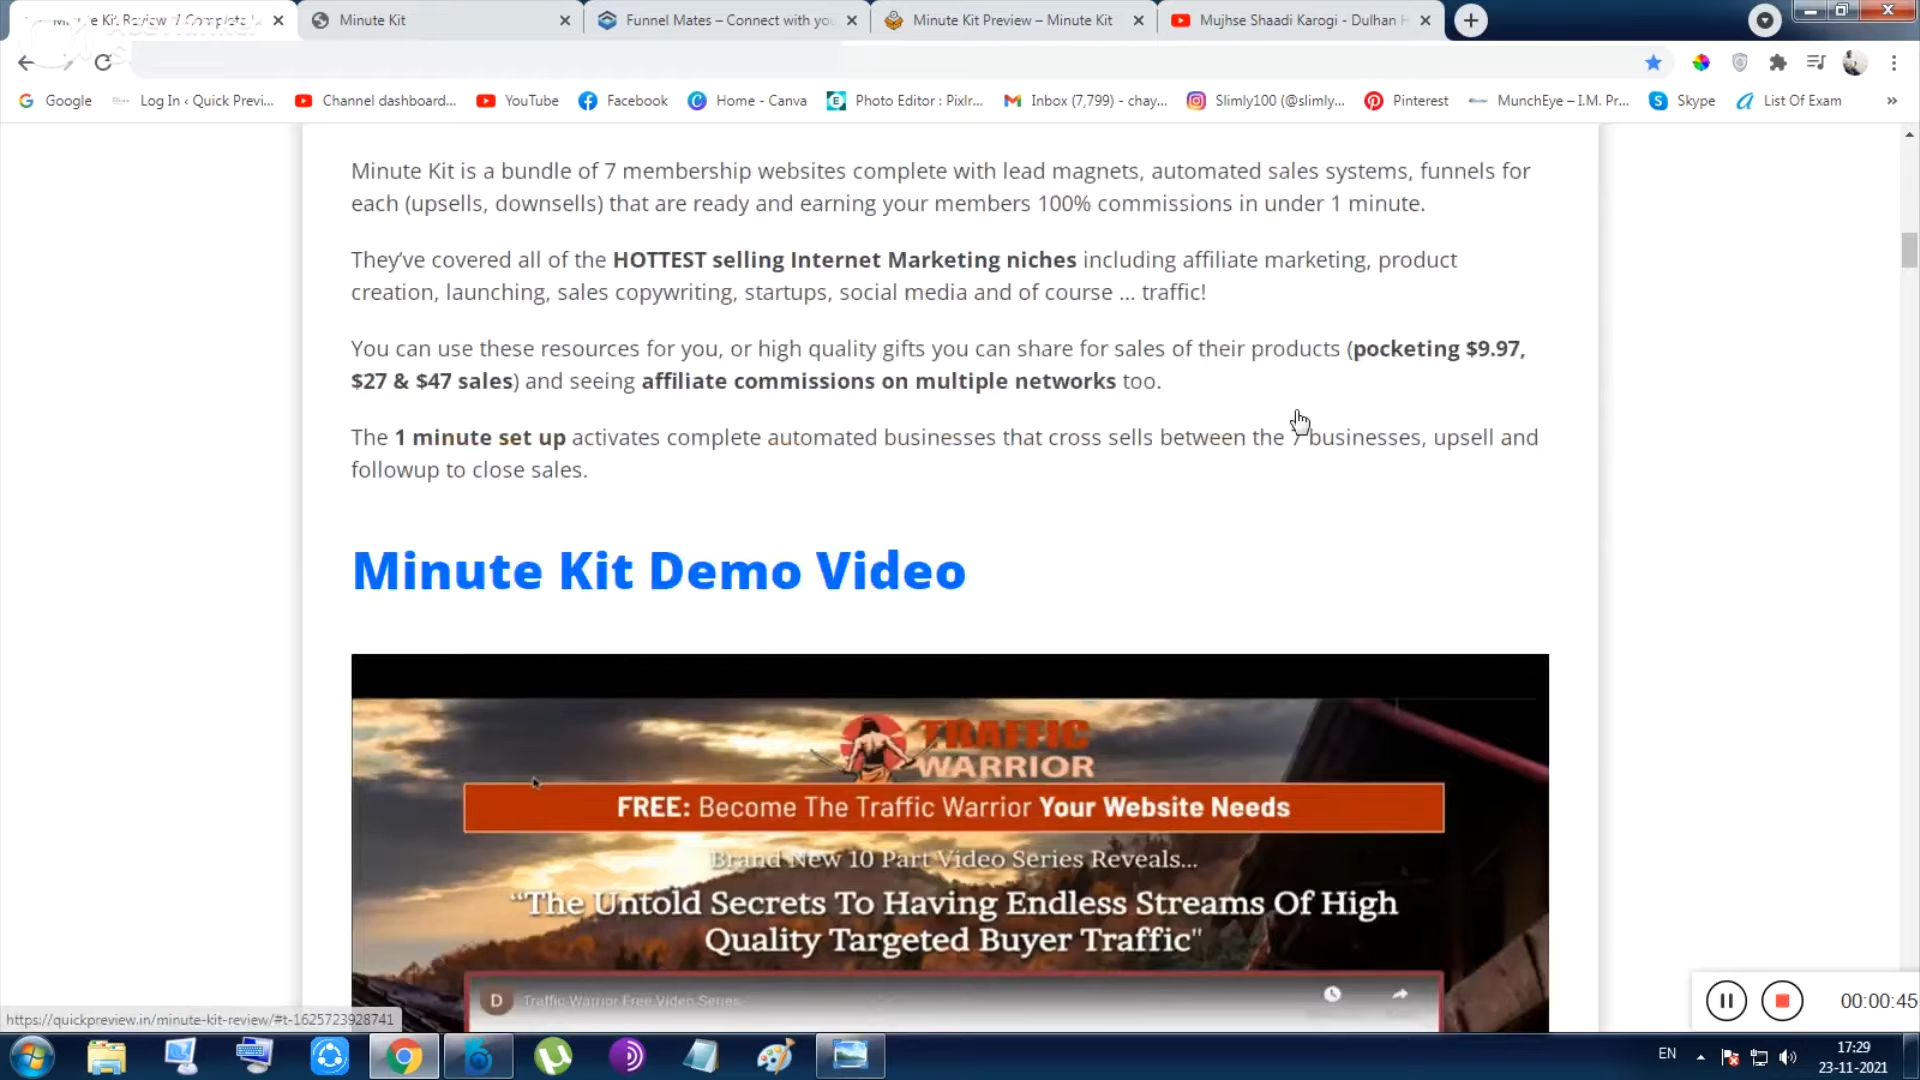 Minute Kit Review
Minute Kit
Funnel Mates – Connect with you
Minute Kit Preview – Minute Kit
Mujhse Shaadi Karogi - Dulhan H
Google
Log In ‹ Quick Previ...
Channel dashboard...
YouTube
Facebook
Home - Canva
Photo Editor : Pixlr...
Inbox (7,799) - chay...
Slimly100 (@slimly...
Pinterest
MunchEye – I.M. Pr...
Skype
List Of Exam
»
Minute Kit is a bundle of 7 membership websites complete with lead magnets, automated sales systems, funnels for
each (upsells, downsells) that are ready and earning your members 100% commissions in under 1 minute.
They’ve covered all of the HOTTEST selling Internet Marketing niches including affiliate marketing, product
creation, launching, sales copywriting, startups, social media and of course … traffic!
You can use these resources for you, or high quality gifts you can share for sales of their products (pocketing $9.97,
$27 & $47 sales) and seeing affiliate commissions on multiple networks too.
The 1 minute set up activates complete automated businesses that cross sells between the 7 businesses, upsell and
followup to close sales.
Minute Kit Demo Video
TRAFFIC
WARRIOR
FREE: Become The Traffic Warrior Your Website Needs
Brand New 10 Part Video Series Reveals...
“The Untold Secrets To Having Endless Streams Of High
Quality Targeted Buyer Traffic"
D
Traffic Warrior Free Video Series
00:00:45
https://quickpreview.in/minute-kit-review/#t-1625723928741
EN
17:29
23-11-2021